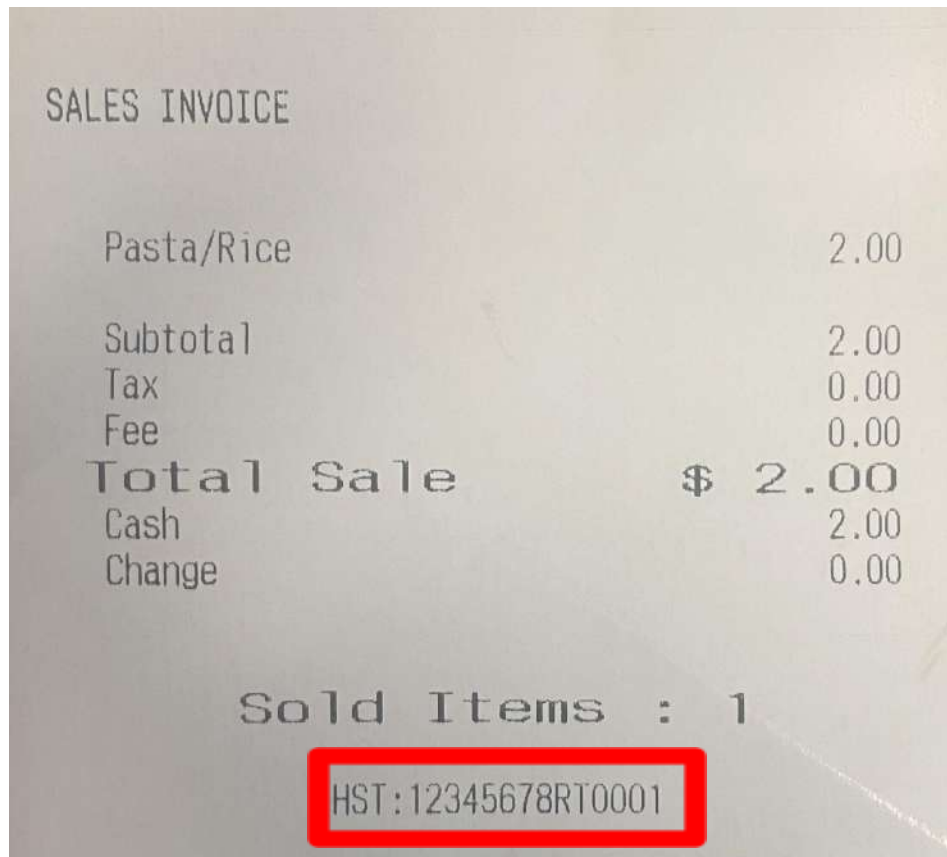 SALES INVOICE
Pasta/Rice 2.00
Subtotal 2.00
Tax 0.00
Fee 0.00
Total Sale $ 2.00
Cash 2.00
Change 0.00
Sold Items : 1
HST:12345678RT0001